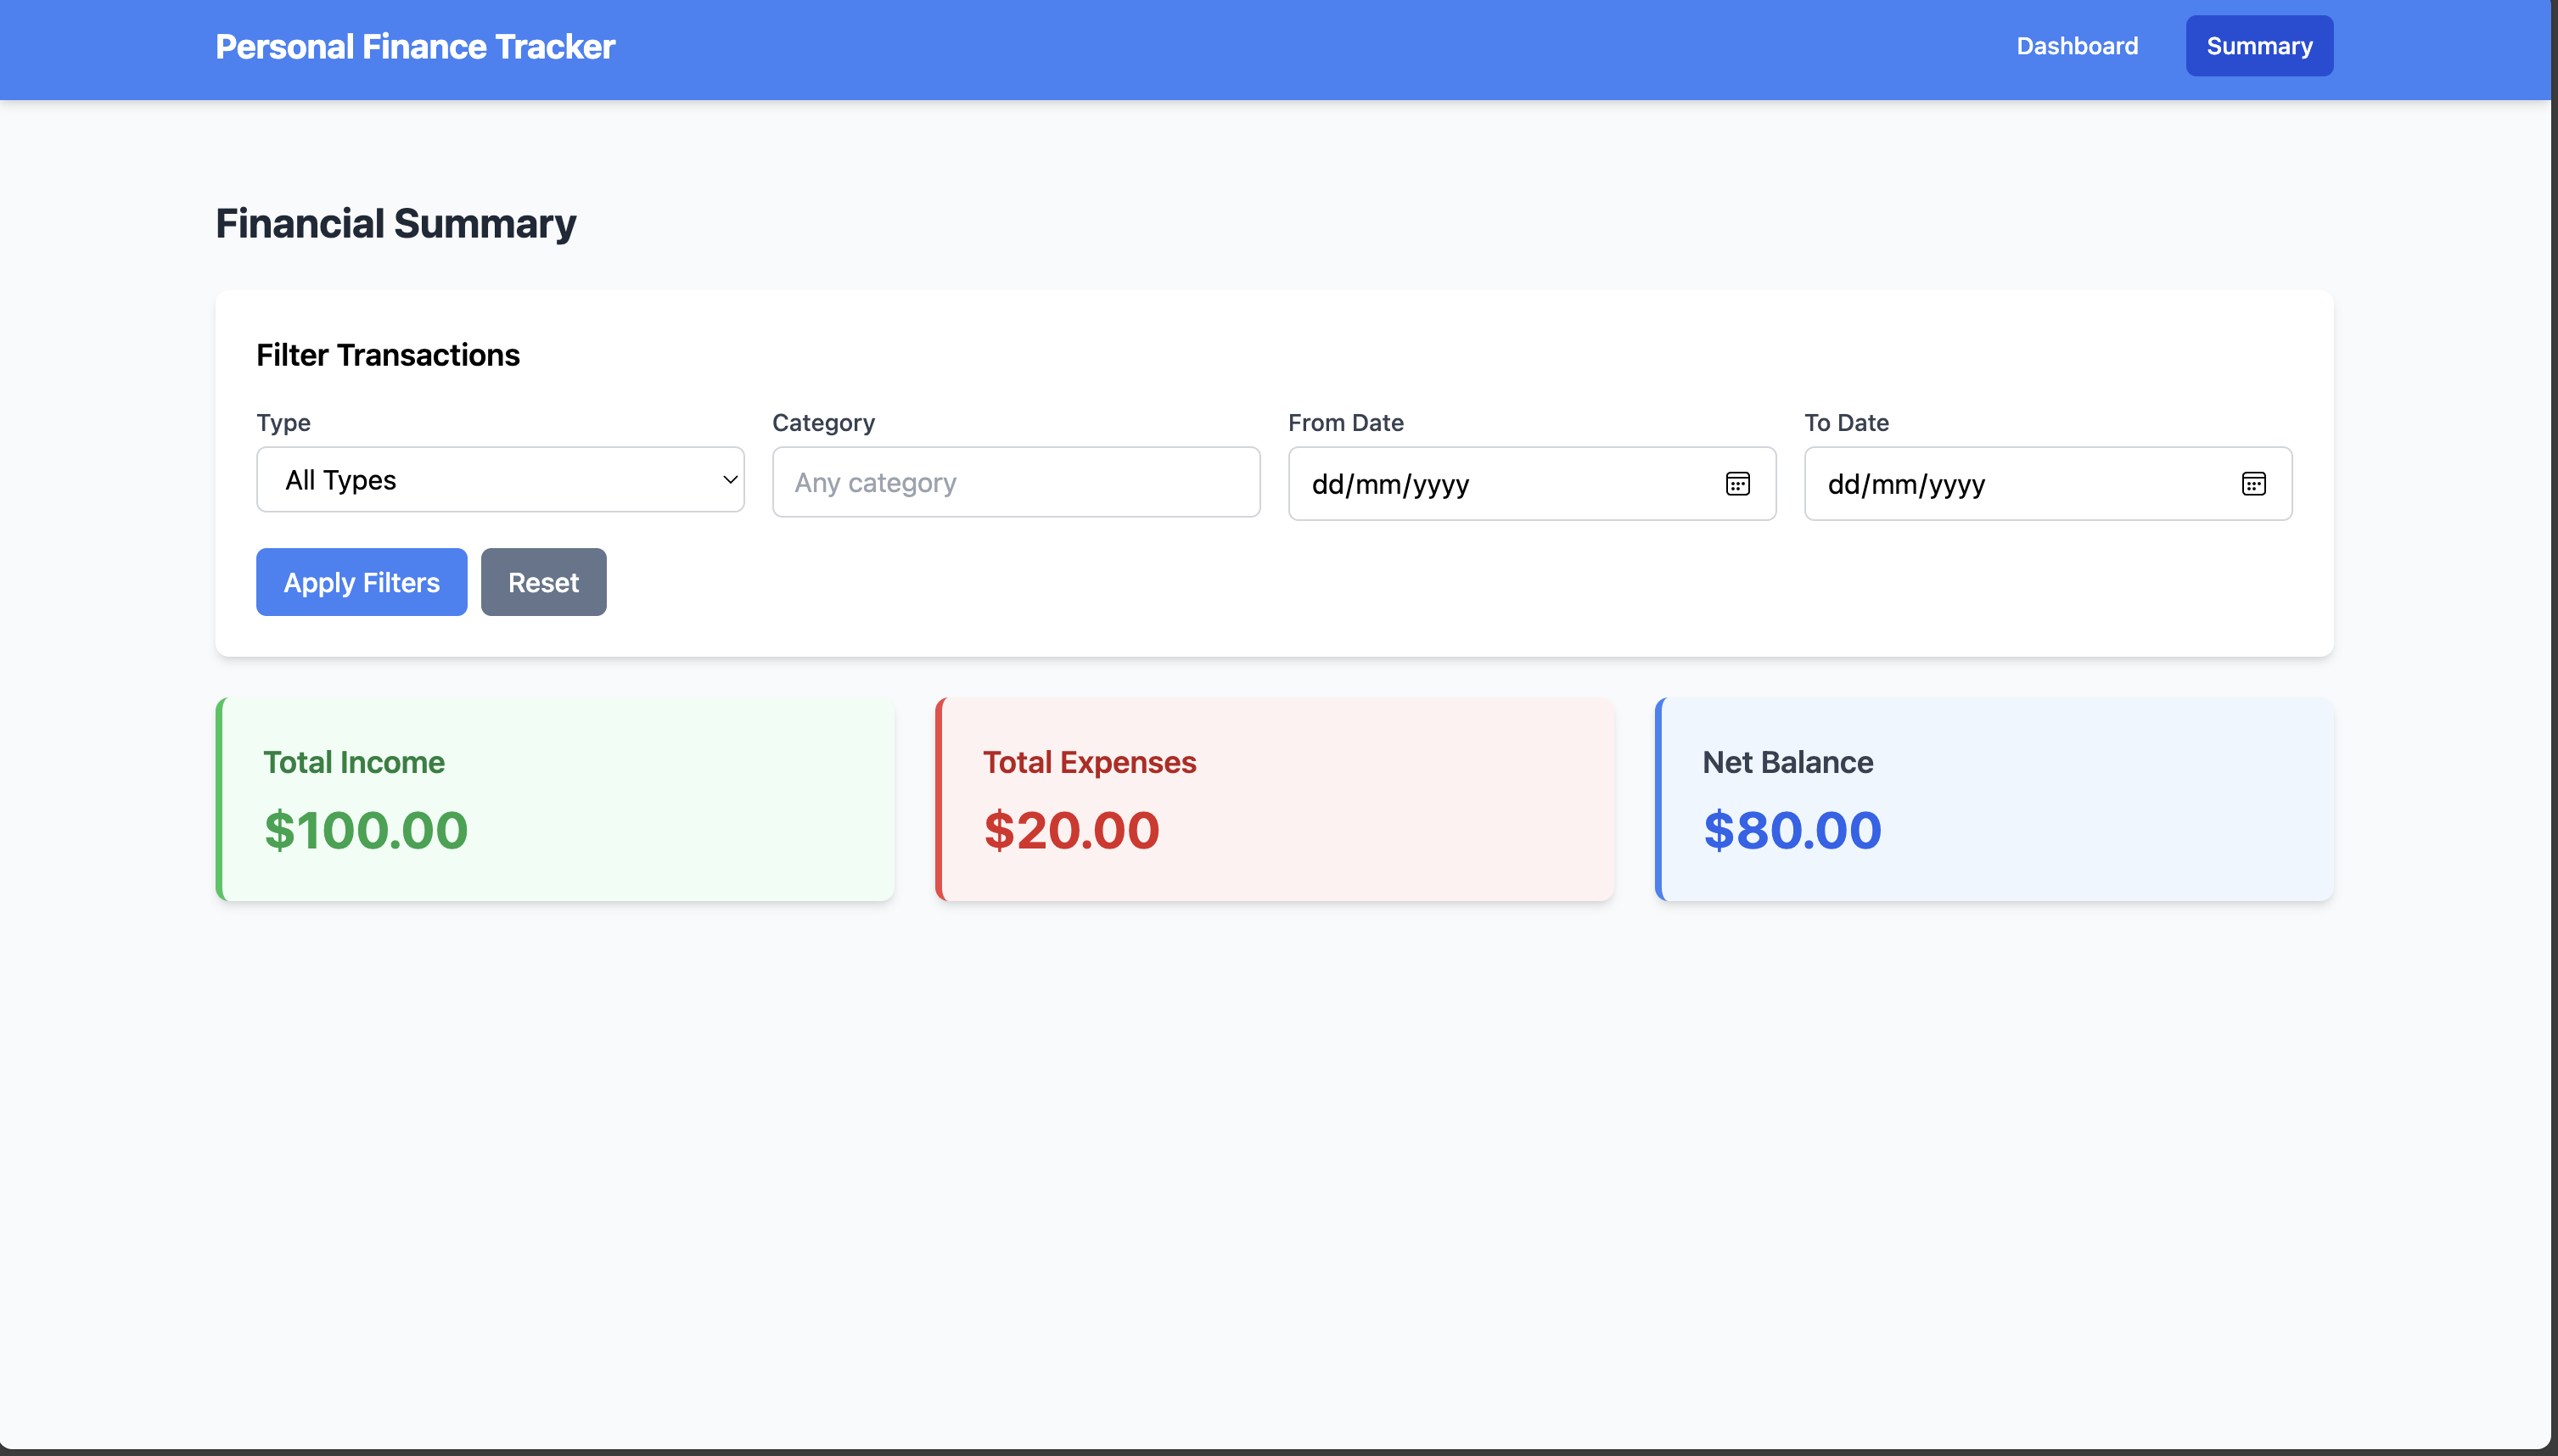 Personal Finance Tracker
Dashboard
Summary
Financial Summary
Filter Transactions
Type
Category
From Date
To Date
All Types
Any category
dd/mm/yyyy
dd/mm/yyyy
Apply Filters
Reset
Total Income
$100.00
Total Expenses
$20.00
Net Balance
$80.00